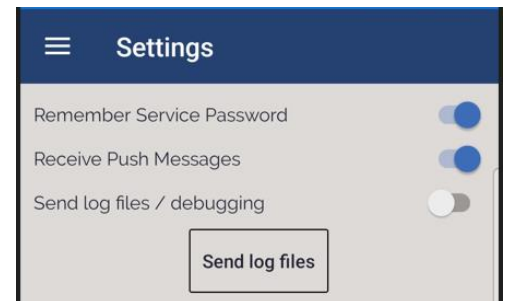 Settings
Remember Service Password
Receive Push Messages
Send log files / debugging
Send log files